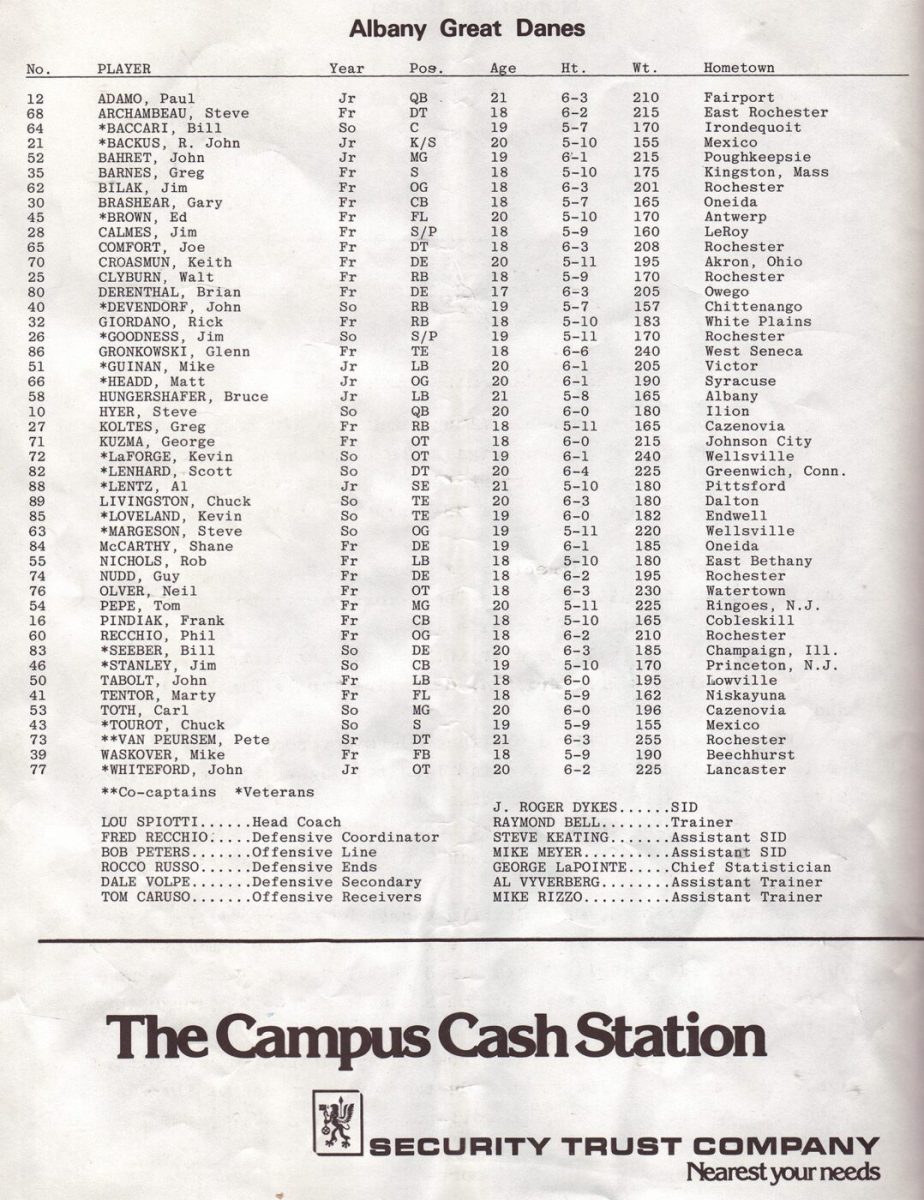 Albany Great Danes
No. PLAYER Year Pos. Age Ht. Wt. Hometown
12 ADAMO, Paul Jr QB 21 6-3 210 Fairport
68 ARCHAMBEAU, Steve Fr DT 18 6-2 215 East Rochester
64 *BACCARI, Bill So C 19 5-7 170 Irondequoit
21 *BACKUS, R. John Jr K/S 20 5-10 155 Mexico
52 BAHRET, John Jr MG 19 6-1 215 Poughkeepsie
35 BARNES, Greg Fr S 18 5-10 175 Kingston, Mass
62 BILAK, Jim Fr OG 18 6-3 201 Rochester
30 BRASHEAR, Gary Fr CB 18 5-7 165 Oneida
45 *BROWN, Ed Fr FL 20 5-10 170 Antwerp
28 CALMES, Jim Fr S/P 18 5-9 160 LeRoy
65 COMFORT, Joe Fr DT 18 6-3 208 Rochester
70 CROASMUN, Keith Fr DE 20 5-11 195 Akron, Ohio
25 CLYBURN, Walt Fr RB 18 5-9 170 Rochester
80 DERENTHAL, Brian Fr DE 17 6-3 205 Owego
40 *DEVENDORF, John So RB 19 5-7 157 Chittenango
32 GIORDANO, Rick Fr RB 18 5-10 183 White Plains
26 *GOODNESS, Jim So S/P 19 5-11 170 Rochester
86 GRONKOWSKI, Glenn Fr TE 18 6-6 240 West Seneca
51 *GUINAN, Mike Jr LB 20 6-1 205 Victor
66 *HEADD, Matt Jr OG 20 6-1 190 Syracuse
58 HUNGERSHAFER, Bruce Jr LB 21 5-8 165 Albany
10 HYER, Steve So QB 20 6-0 180 Ilion
27 KOLTES, Greg Fr RB 18 5-11 165 Cazenovia
71 KUZMA, George Fr OT 18 6-0 215 Johnson City
72 *LaFORGE, Kevin So OT 19 6-1 240 Wellsville
82 *LENHARD, Scott So DT 20 6-4 225 Greenwich, Conn.
88 *LENTZ, Al Jr SE 21 5-10 180 Pittsford
89 LIVINGSTON, Chuck So TE 20 6-3 180 Dalton
85 *LOVELAND, Kevin So TE 19 6-0 182 Endwell
63 *MARGESON, Steve So OG 19 5-11 220 Wellsville
84 McCARTHY, Shane Fr DE 19 6-1 185 Oneida
55 NICHOLS, Rob Fr LB 18 5-10 180 East Bethany
74 NUDD, Guy Fr DE 18 6-2 195 Rochester
76 OLVER, Neil Fr OT 18 6-3 230 Watertown
54 PEPE, Tom Fr MG 20 5-11 225 Ringoes, N.J.
16 PINDIAK, Frank Fr CB 18 5-10 165 Cobleskill
60 RECCHIO, Phil Fr OG 18 6-2 210 Rochester
83 *SEEBER, Bill So DE 20 6-3 185 Champaign, Ill.
46 *STANLEY, Jim So CB 19 5-10 170 Princeton, N.J.
50 TABOLT, John Fr LB 18 6-0 195 Lowville
41 TENTOR, Marty Fr FL 18 5-9 162 Niskayuna
53 TOTH, Carl So MG 20 6-0 196 Cazenovia
43 *TOUROT, Chuck So S 19 5-9 155 Mexico
73 **VAN PEURSEM, Pete Sr DT 21 6-3 255 Rochester
39 WASKOVER, Mike Fr FB 18 5-9 190 Beechhurst
77 *WHITEFORD, John Jr OT 20 6-2 225 Lancaster
**Co-captains *Veterans
LOU SPIOTTI......Head Coach
FRED RECCHIO.....Defensive Coordinator
BOB PETERS.......Offensive Line
ROCCO RUSSO......Defensive Ends
DALE VOLPE.......Defensive Secondary
TOM CARUSO.......Offensive Receivers
J. ROGER DYKES......SID
RAYMOND BELL........Trainer
STEVE KEATING.......Assistant SID
MIKE MEYER..........Assistant SID
GEORGE LaPOINTE.....Chief Statistician
AL VYVERBERG........Assistant Trainer
MIKE RIZZO..........Assistant Trainer
The Campus Cash Station
SECURITY TRUST COMPANY
Nearest your needs